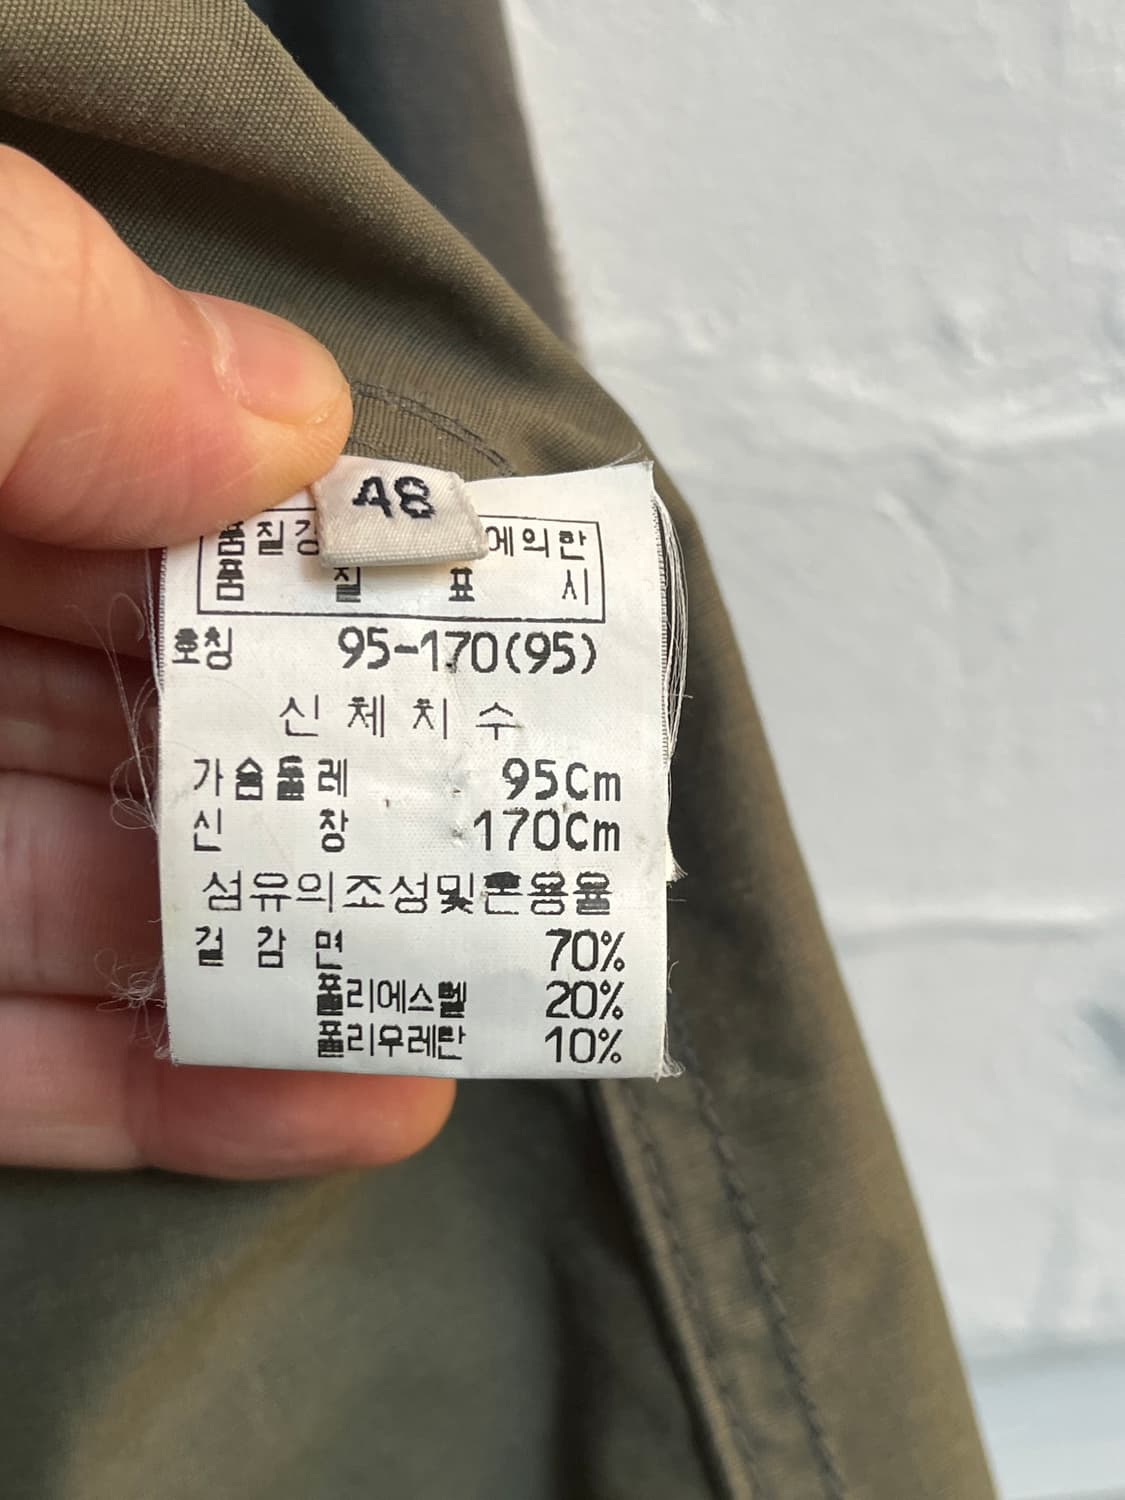 48
품질경 에의한
품 질 표 시
호칭 95-170(95)
신 체 치 수
가슴둘레 95Cm
신 장 170Cm
섬유의조성및혼용율
겉 감 면 70%
폴리에스텔 20%
폴리우레탄 10%